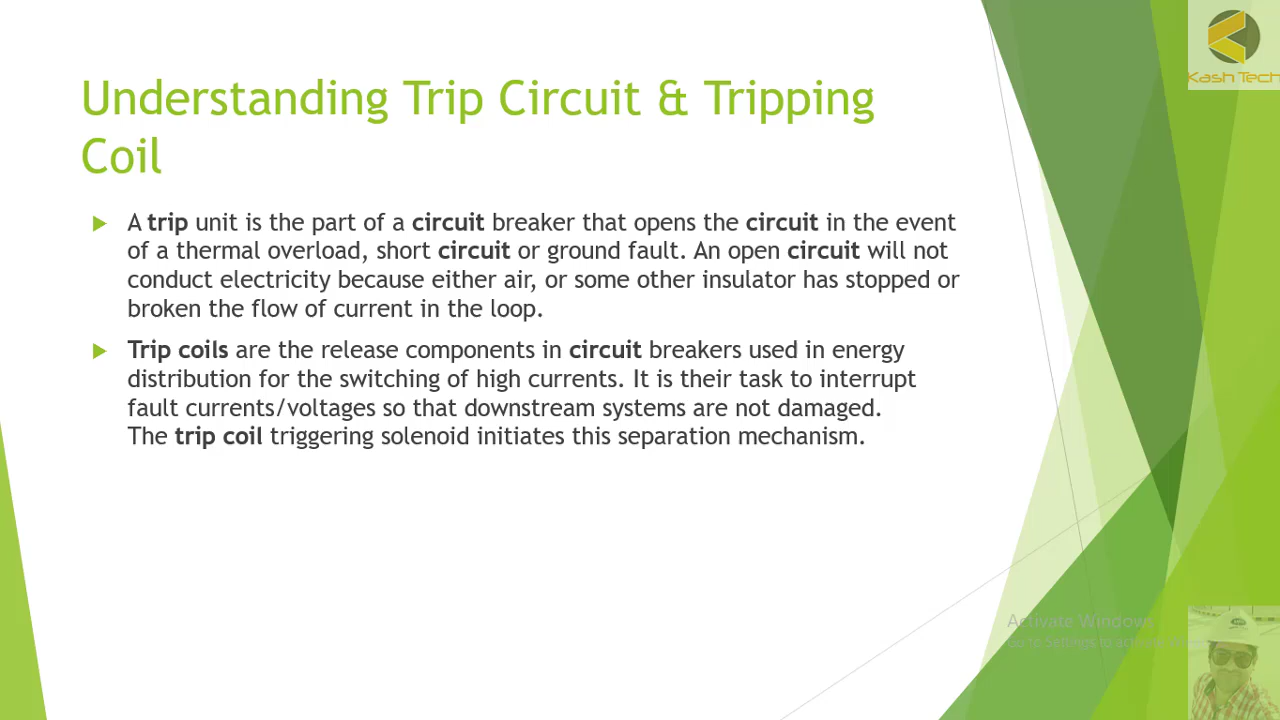 Kash Tech
Understanding Trip Circuit & Tripping
Coil
A trip unit is the part of a circuit breaker that opens the circuit in the event
of a thermal overload, short circuit or ground fault. An open circuit will not
conduct electricity because either air, or some other insulator has stopped or
broken the flow of current in the loop.
Trip coils are the release components in circuit breakers used in energy
distribution for the switching of high currents. It is their task to interrupt
fault currents/voltages so that downstream systems are not damaged.
The trip coil triggering solenoid initiates this separation mechanism.
Activate Windows
Go to Settings to activate